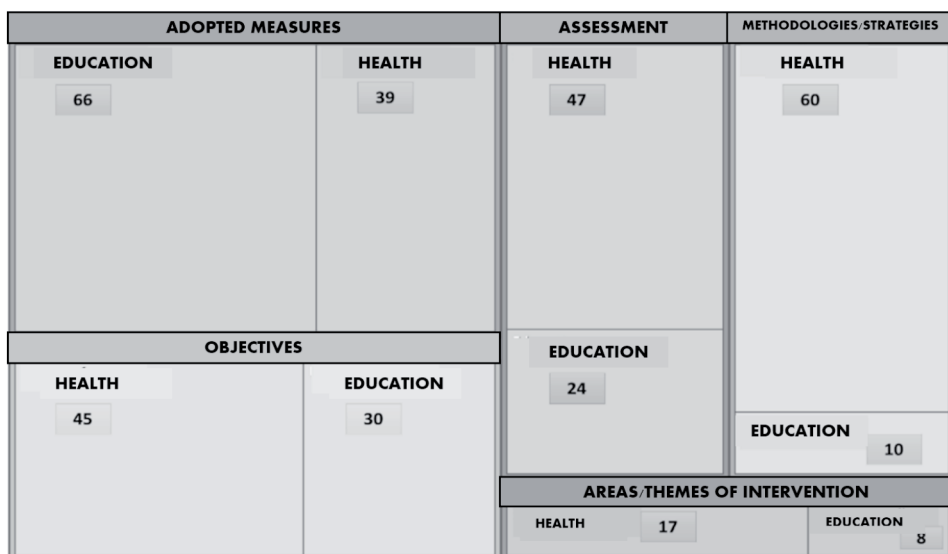 ADOPTED MEASURES
EDUCATION
66
HEALTH
39
ASSESSMENT
HEALTH
47
EDUCATION
24
METHODOLOGIES/STRATEGIES
HEALTH
60
EDUCATION
10
OBJECTIVES
HEALTH
45
EDUCATION
30
AREAS/THEMES OF INTERVENTION
HEALTH
17
EDUCATION
8